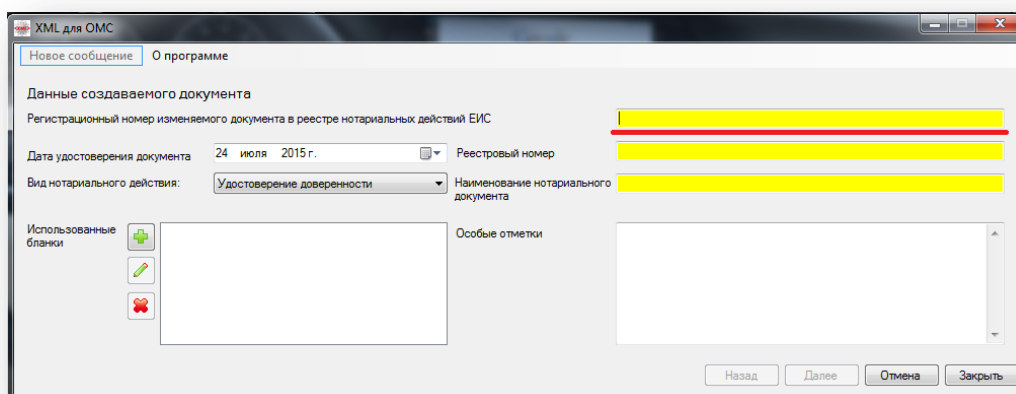 XML для ОМС
Новое сообщение О программе
Данные создаваемого документа
Регистрационный номер изменяемого документа в реестре нотариальных действий ЕИС
Дата удостоверения документа 24 июля 2015 г. Реестровый номер
Вид нотариального действия: Удостоверение доверенности Наименование нотариального
документа
Использованные Особые отметки
бланки
Назад Далее Отмена Закрыть